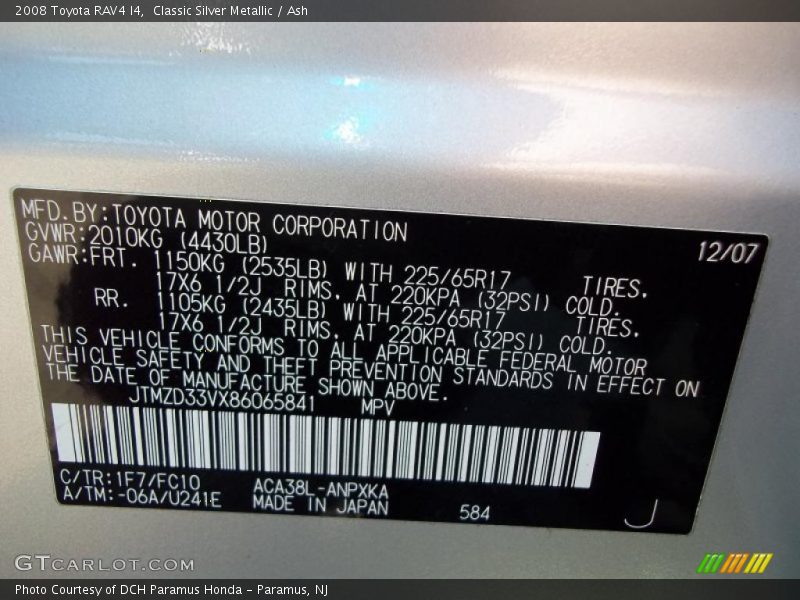 2008 Toyota RAV4 I4,  Classic Silver Metallic / Ash
MFD. BY: TOYOTA MOTOR CORPORATION 12/07
GVWR: 2010KG (4430LB)
GAWR: FRT. 1150KG (2535LB) WITH 225/65R17 TIRES.
17X6 1/2J RIMS. AT 220KPA (32PSI) COLD.
RR. 1105KG (2435LB) WITH 225/65R17 TIRES.
17X6 1/2J RIMS. AT 220KPA (32PSI) COLD.
THIS VEHICLE CONFORMS TO ALL APPLICABLE FEDERAL MOTOR
VEHICLE SAFETY AND THEFT PREVENTION STANDARDS IN EFFECT ON
THE DATE OF MANUFACTURE SHOWN ABOVE.
JTMZD33VX86065841 MPV
C/TR: 1F7/FC10 ACA38L-ANPXKA
A/TM: -06A/U241E MADE IN JAPAN 584 J
GTCARLOT.COM
Photo Courtesy of DCH Paramus Honda - Paramus, NJ